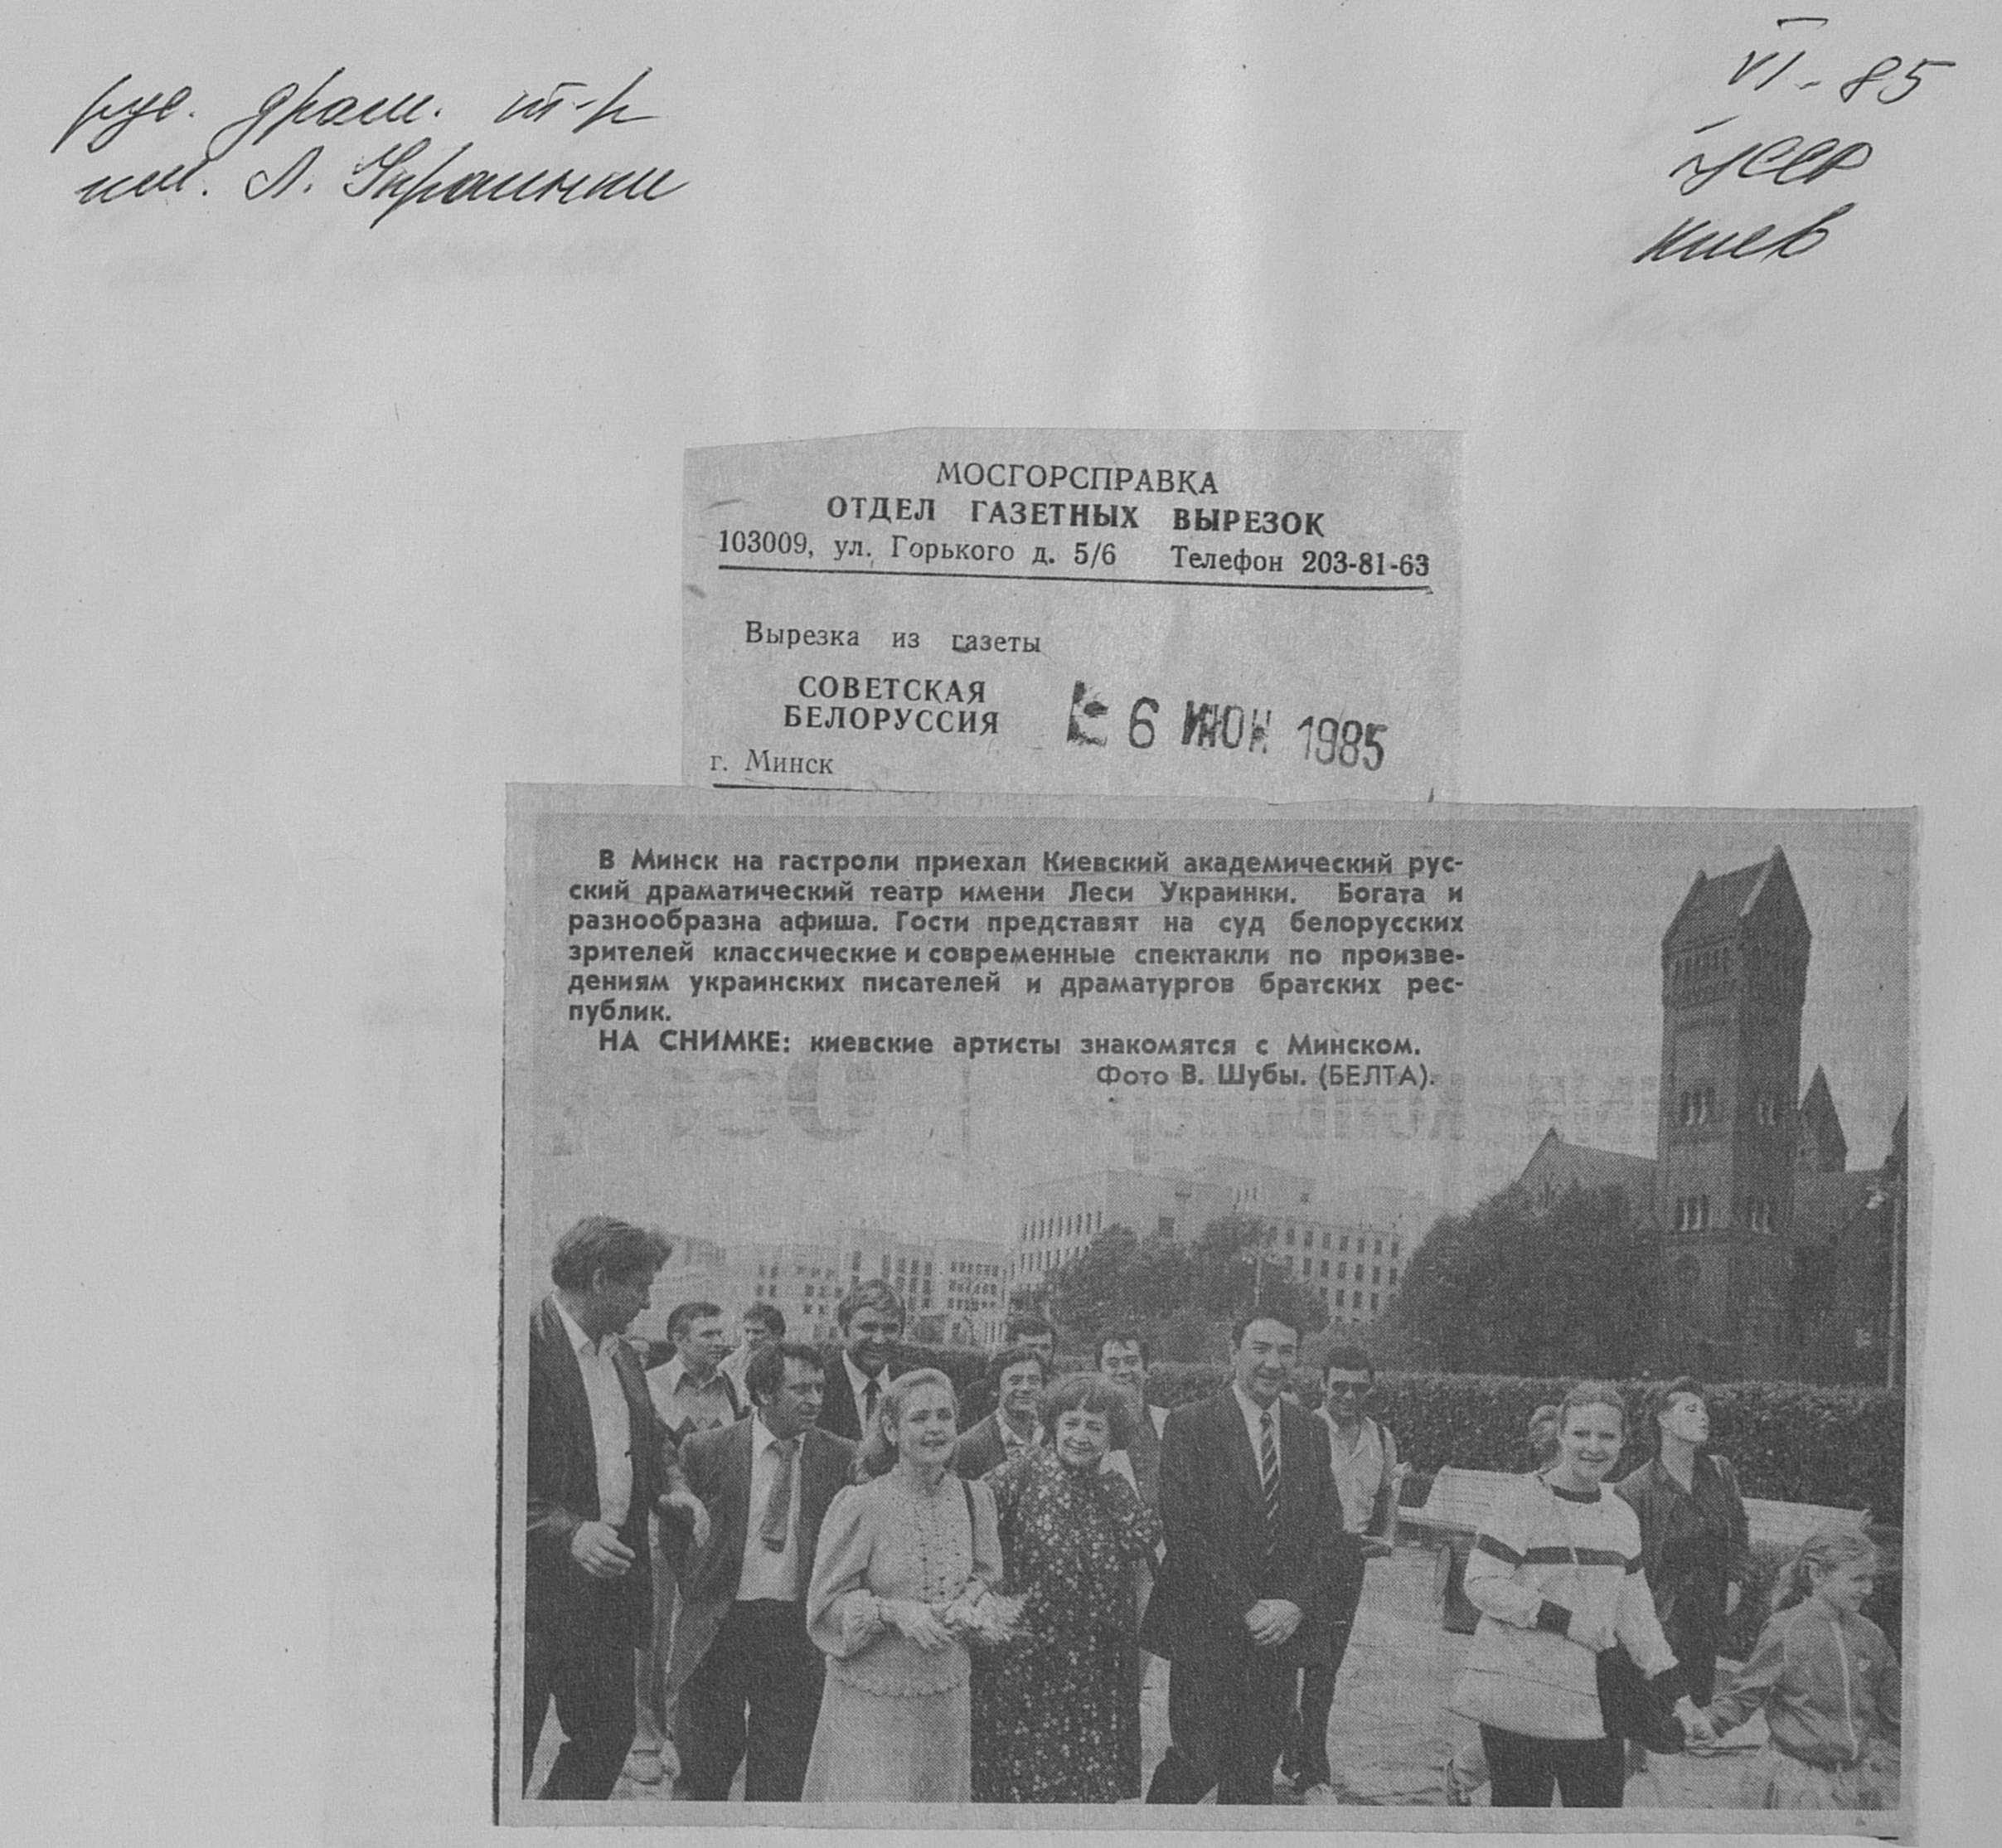 рус. драм. т-р
им. Л. Украинки
VI - 85
УССР
Киев
МОСГОРСПРАВКА
ОТДЕЛ ГАЗЕТНЫХ ВЫРЕЗОК
103009, ул. Горького д. 5/6 Телефон 203-81-63
Вырезка из газеты
СОВЕТСКАЯ
БЕЛОРУССИЯ
- 6 ИЮН 1985
г. Минск
В Минск на гастроли приехал Киевский академический рус-
ский драматический театр имени Леси Украинки. Богата и
разнообразна афиша. Гости представят на суд белорусских
зрителей классические и современные спектакли по произве-
дениям украинских писателей и драматургов братских рес-
публик.
НА СНИМКЕ: киевские артисты знакомятся с Минском.
Фото В. Шубы. (БЕЛТА).